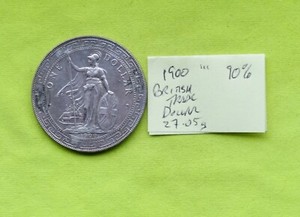 ONE DOLLAR
1900 "C" 90%
British
Trade
Dollar
27.05g